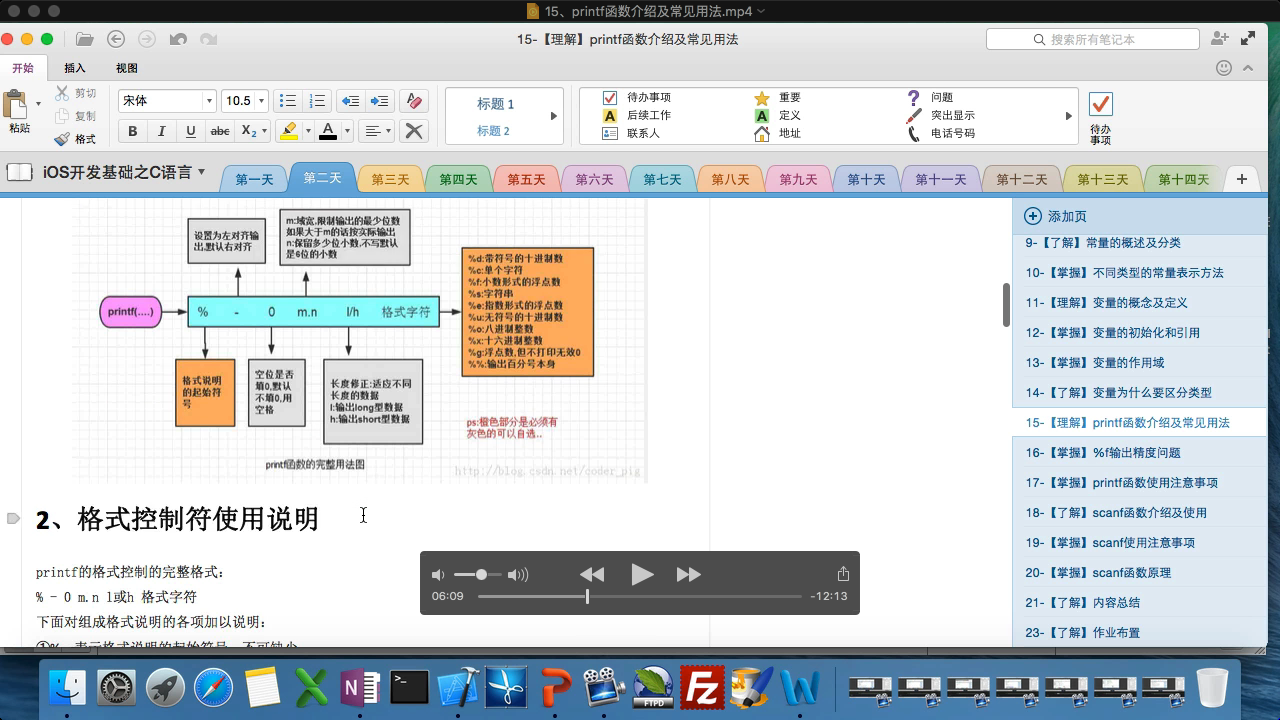 15、printf函数介绍及常见用法.mp4
15-【理解】printf函数介绍及常见用法
搜索所有笔记本
开始 插入 视图
粘贴
剪切
复制
格式
宋体 10.5
B I U abc X₂ A
标题 1
标题 2
待办事项 重要 问题
后续工作 定义 突出显示
联系人 地址 电话号码
待办
事项
iOS开发基础之C语言
第一天 第二天 第三天 第四天 第五天 第六天 第七天 第八天 第九天 第十天 第十一天 第十二天 第十三天 第十四天
设置为左对齐输
出,默认右对齐
m:域宽,限制输出的最少位数
如果大于m的话按实际输出
n:保留多少位小数,不写默认
是6位的小数
printf(....)
% - 0 m.n l/h 格式字符
%d:带符号的十进制数
%c:单个字符
%f:小数形式的浮点数
%s:字符串
%e:指数形式的浮点数
%u:无符号的十进制数
%o:八进制整数
%x:十六进制整数
%g:浮点数,但不打印无效0
%%:输出百分号本身
格式说明
的起始符
号
空位是否
填0,默认
不填0,用
空格
长度修正:适应不同
长度的数据
l:输出long型数据
h:输出short型数据
ps:橙色部分是必须有
灰色的可以自选..
printf函数的完整用法图
http://blog.csdn.net/coder_pig
2、格式控制符使用说明
printf的格式控制的完整格式:
% - 0 m.n l或h 格式字符
下面对组成格式说明的各项加以说明:
①%：表示格式说明的起始符号，不可缺少。
06:09 -12:13
添加页
9-【了解】常量的概述及分类
10-【掌握】不同类型的常量表示方法
11-【理解】变量的概念及定义
12-【掌握】变量的初始化和引用
13-【掌握】变量的作用域
14-【了解】变量为什么要区分类型
15-【理解】printf函数介绍及常见用法
16-【掌握】%f输出精度问题
17-【掌握】printf函数使用注意事项
18-【掌握】scanf函数介绍及使用
19-【掌握】scanf使用注意事项
20-【掌握】scanf函数原理
21-【了解】内容总结
23-【了解】作业布置
N
>_
P
FTPD
Fz
W